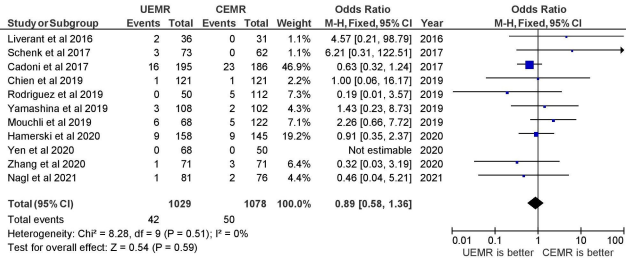 UEMR CEMR Odds Ratio Odds Ratio
Study or Subgroup Events Total Events Total Weight M-H, Fixed, 95% CI Year M-H, Fixed, 95% CI
Liverant et al 2016 2 36 0 31 1.1% 4.57 [0.21, 98.79] 2016
Schenk et al 2017 3 73 0 62 1.1% 6.21 [0.31, 122.51] 2017
Cadoni et al 2017 16 195 23 186 46.9% 0.63 [0.32, 1.24] 2017
Chien et al 2019 1 121 1 121 2.1% 1.00 [0.06, 16.17] 2019
Rodriguez et al 2019 0 50 5 112 7.4% 0.19 [0.01, 3.57] 2019
Yamashina et al 2019 3 108 2 102 4.3% 1.43 [0.23, 8.73] 2019
Mouchli et al 2019 6 68 5 122 7.1% 2.26 [0.66, 7.72] 2019
Hamerski et al 2020 9 158 9 145 19.2% 0.91 [0.35, 2.37] 2020
Yen et al 2020 0 68 0 50 Not estimable 2020
Zhang et al 2020 1 71 3 71 6.4% 0.32 [0.03, 3.19] 2020
Nagl et al 2021 1 81 2 76 4.4% 0.46 [0.04, 5.21] 2021
Total (95% CI) 1029 1078 100.0% 0.89 [0.58, 1.36]
Total events 42 50
Heterogeneity: Chi² = 8.28, df = 9 (P = 0.51); I² = 0%
Test for overall effect: Z = 0.54 (P = 0.59)
0.01 0.1 1 10 100
UEMR is better CEMR is better